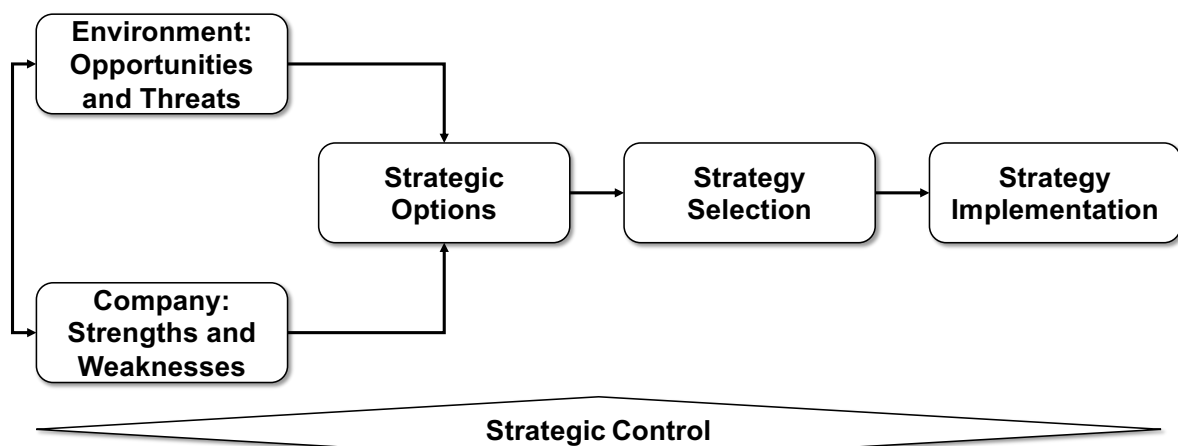 Environment:
Opportunities
and Threats
Strategic
Options
Strategy
Selection
Strategy
Implementation
Company:
Strengths and
Weaknesses
Strategic Control